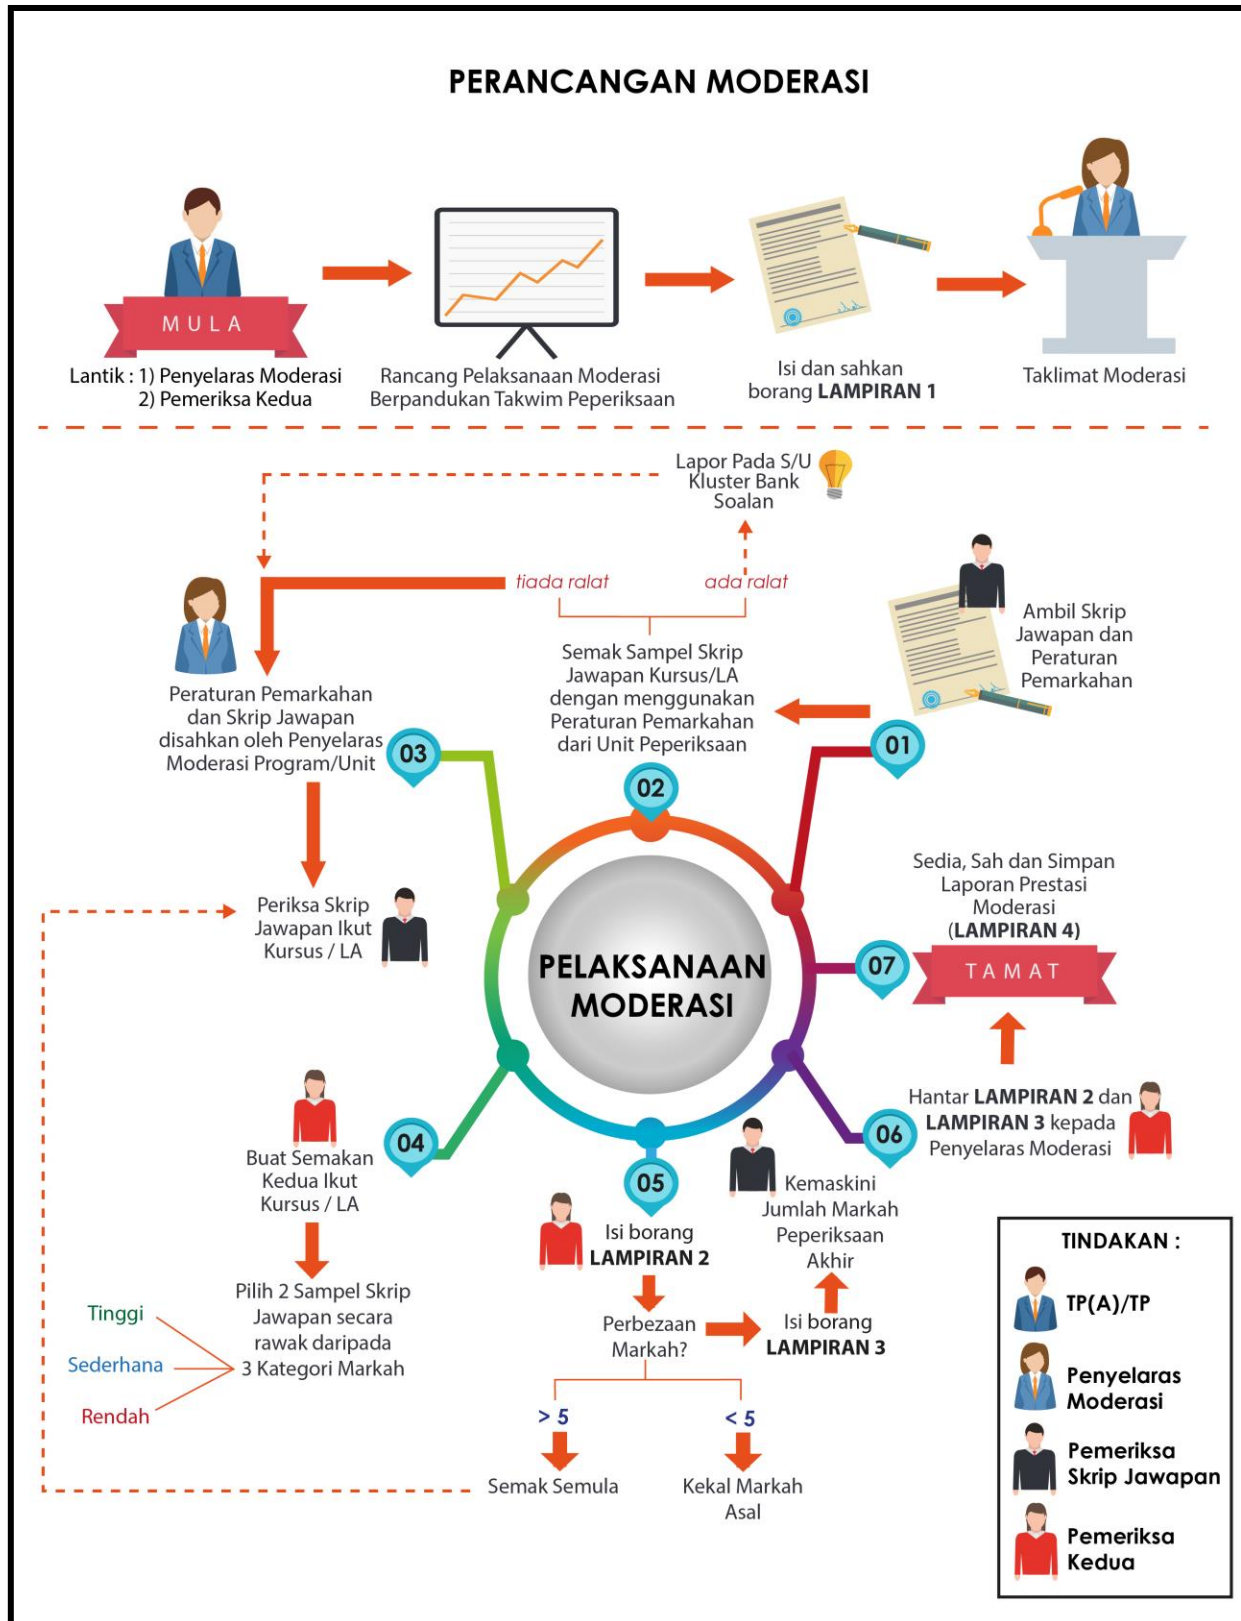 PERANCANGAN MODERASI
MULA
Lantik : 1) Penyelaras Moderasi
2) Pemeriksa Kedua
Rancang Pelaksanaan Moderasi
Berpandukan Takwim Peperiksaan
Isi dan sahkan
borang LAMPIRAN 1
Taklimat Moderasi
Lapor Pada S/U
Kluster Bank
Soalan
tiada ralat
ada ralat
Ambil Skrip
Jawapan dan
Peraturan
Pemarkahan
01
Semak Sampel Skrip
Jawapan Kursus/LA
dengan menggunakan
Peraturan Pemarkahan
dari Unit Peperiksaan
02
Peraturan Pemarkahan
dan Skrip Jawapan
disahkan oleh Penyelaras
Moderasi Program/Unit
03
Periksa Skrip
Jawapan Ikut
Kursus / LA
PELAKSANAAN
MODERASI
Sedia, Sah dan Simpan
Laporan Prestasi
Moderasi
(LAMPIRAN 4)
07
TAMAT
04
Buat Semakan
Kedua Ikut
Kursus / LA
Pilih 2 Sampel Skrip
Jawapan secara
rawak daripada
3 Kategori Markah
Tinggi
Sederhana
Rendah
05
Isi borang
LAMPIRAN 2
Perbezaan
Markah?
> 5
< 5
Semak Semula
Kekal Markah
Asal
Isi borang
LAMPIRAN 3
Kemaskini
Jumlah Markah
Peperiksaan
Akhir
06
Hantar LAMPIRAN 2 dan
LAMPIRAN 3 kepada
Penyelaras Moderasi
TINDAKAN :
TP(A)/TP
Penyelaras
Moderasi
Pemeriksa
Skrip Jawapan
Pemeriksa
Kedua